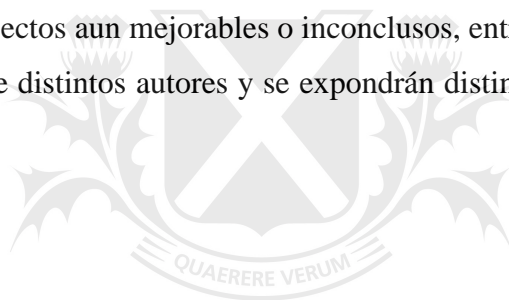 ectos aun mejorables o inconclusos, ent
e distintos autores y se expondrán distin
QUAERERE VERUM